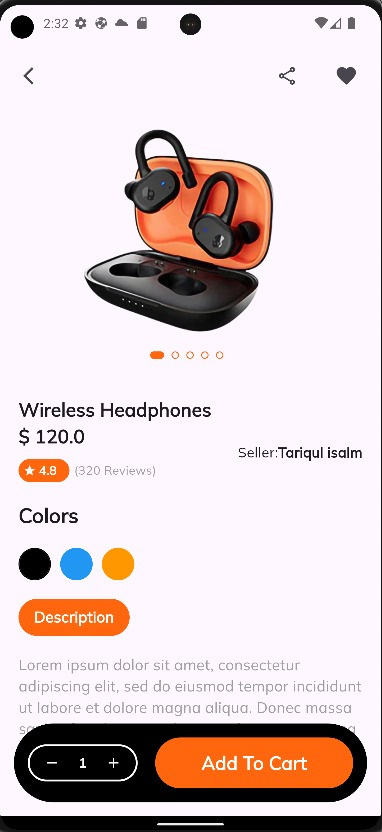 2:32
Wireless Headphones
$ 120.0
Seller:Tariqul isalm
4.8 (320 Reviews)
Colors
Description
Lorem ipsum dolor sit amet, consectetur
adipiscing elit, sed do eiusmod tempor incididunt
ut labore et dolore magna aliqua. Donec massa
− 1 +
Add To Cart